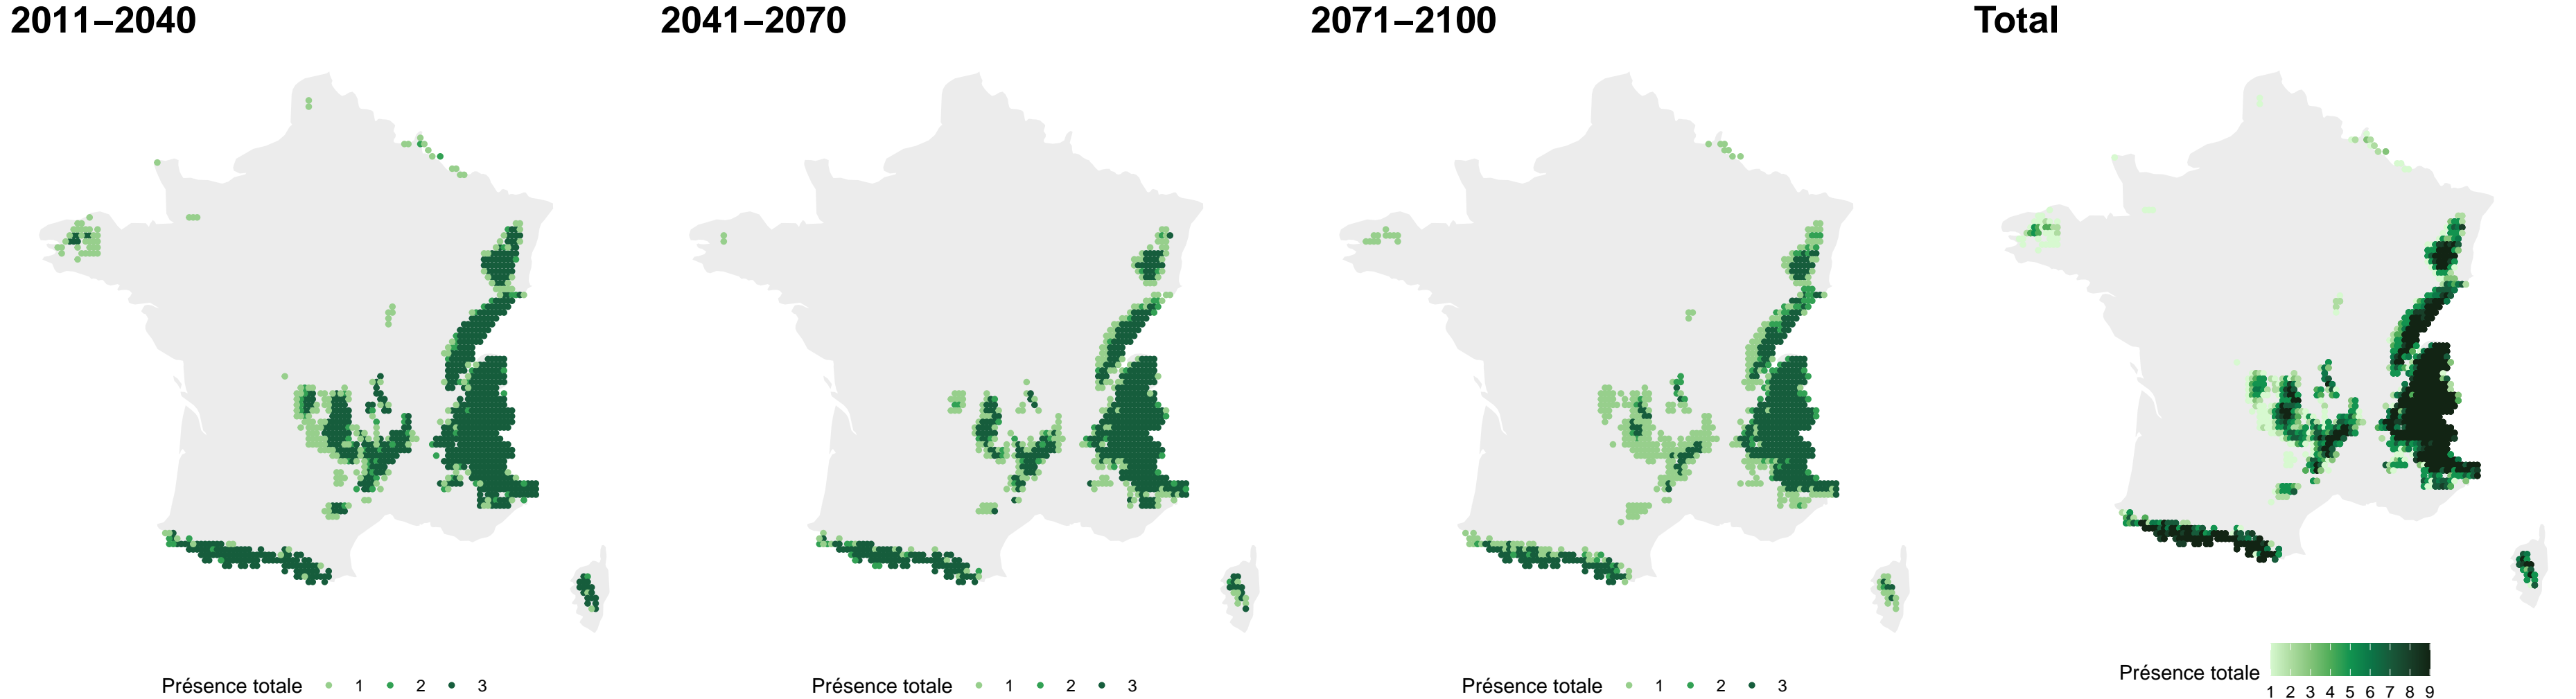 2011–2040
2041–2070
2071–2100
Total
Présence totale 1 2 3
Présence totale 1 2 3
Présence totale 1 2 3
Présence totale
1 2 3 4 5 6 7 8 9